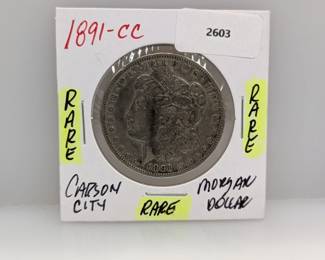 1891-CC
2603
RARE
RARE
CARSON CITY
RARE
MORGAN DOLLAR